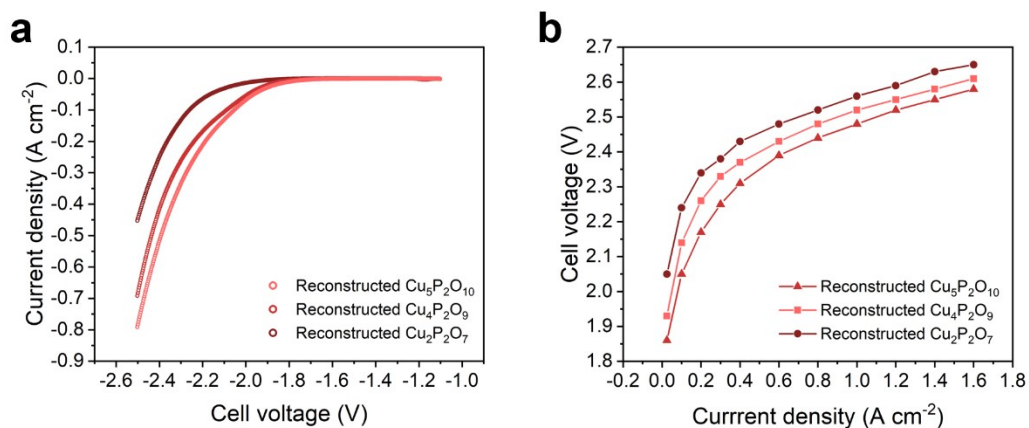 a
0.1
0.0
-0.1
-0.2
-0.3
-0.4
-0.5
-0.6
-0.7
-0.8
-0.9
Current density (A cm⁻²)
Reconstructed Cu₅P₂O₁₀
Reconstructed Cu₄P₂O₉
Reconstructed Cu₂P₂O₇
-2.6 -2.4 -2.2 -2.0 -1.8 -1.6 -1.4 -1.2 -1.0
Cell voltage (V)
b
2.7
2.6
2.5
2.4
2.3
2.2
2.1
2.0
1.9
1.8
Cell voltage (V)
Reconstructed Cu₅P₂O₁₀
Reconstructed Cu₄P₂O₉
Reconstructed Cu₂P₂O₇
-0.2 0.0 0.2 0.4 0.6 0.8 1.0 1.2 1.4 1.6 1.8
Currrent density (A cm⁻²)